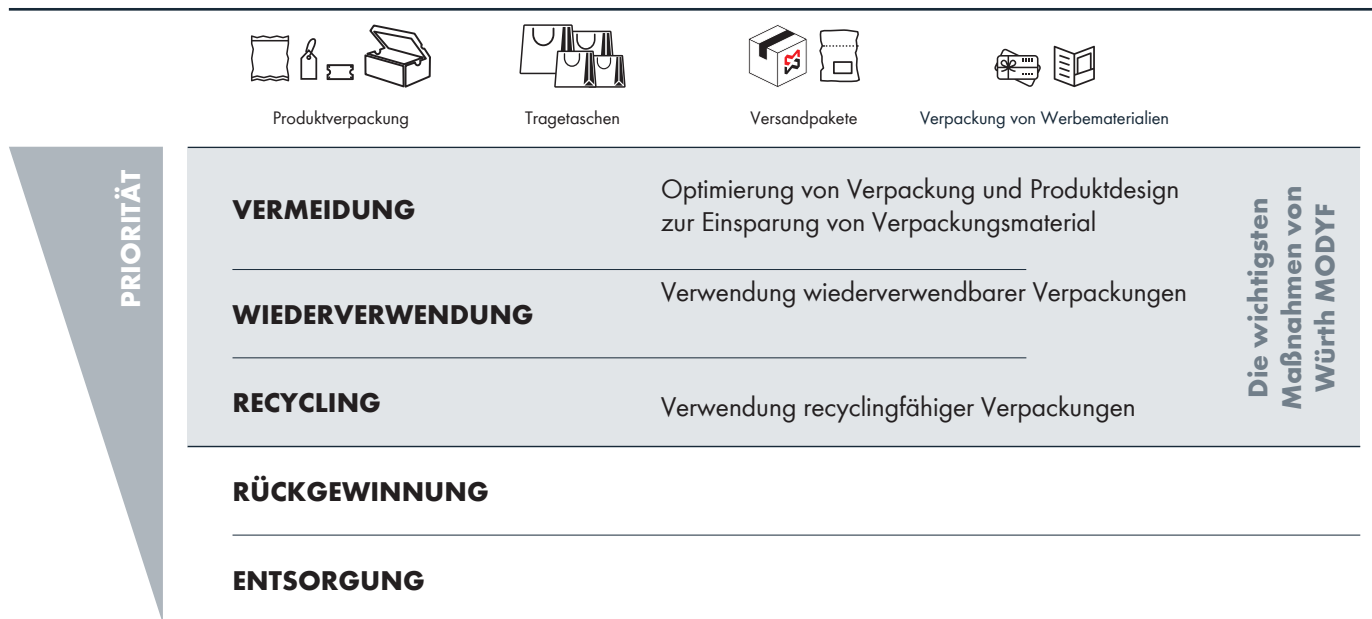 Produktverpackung
Tragetaschen
Versandpakete
Verpackung von Werbematerialien
PRIORITÄT
VERMEIDUNG
Optimierung von Verpackung und Produktdesign
zur Einsparung von Verpackungsmaterial
WIEDERVERWENDUNG
Verwendung wiederverwendbarer Verpackungen
RECYCLING
Verwendung recyclingfähiger Verpackungen
Die wichtigsten
Maßnahmen von
Würth MODYF
RÜCKGEWINNUNG
ENTSORGUNG